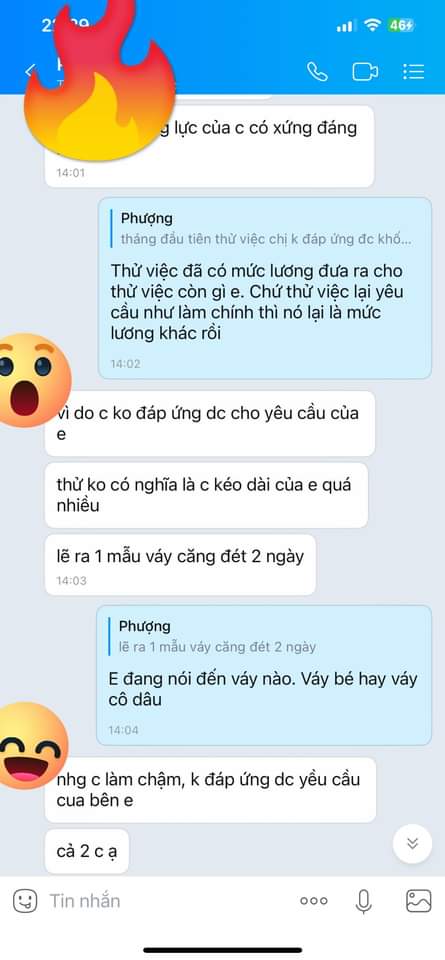 46
lực của c có xứng đáng
14:01
Phượng
tháng đầu tiên thử việc chị k đáp ứng đc khố...
Thử việc đã có mức lương đưa ra cho
thử việc còn gì e. Chứ thử việc lại yêu
cầu như làm chính thì nó lại là mức
lương khác rồi
14:02
vì do c ko đáp ứng dc cho yêu cầu của
e
thử ko có nghĩa là c kéo dài của e quá
nhiều
lẽ ra 1 mẫu váy căng đét 2 ngày
14:03
Phượng
lẽ ra 1 mẫu váy căng đét 2 ngày
E đang nói đến váy nào. Váy bé hay váy
cô dâu
14:04
nhg c làm chậm, k đáp ứng dc yều cầu
cua bên e
cả 2 c ạ
Tin nhắn